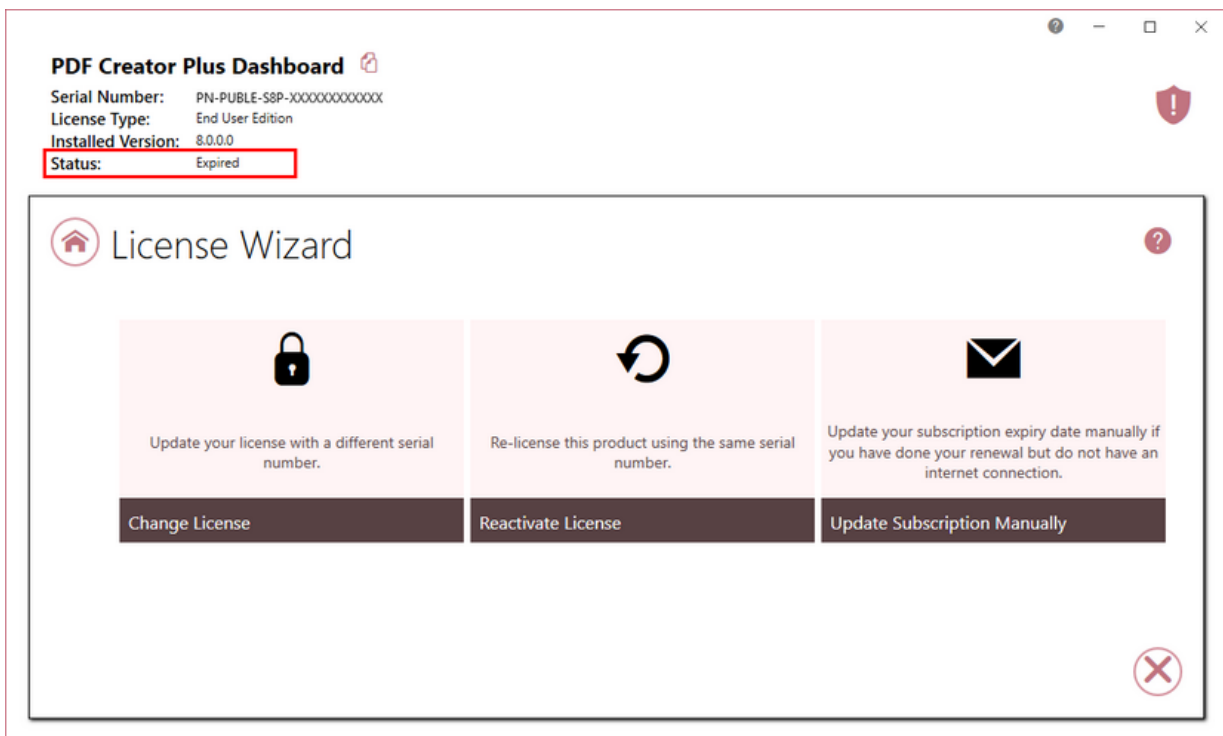 PDF Creator Plus Dashboard
Serial Number: PN-PUBLE-S8P-XXXXXXXXXXXX
License Type: End User Edition
Installed Version: 8.0.0.0
Status: Expired
License Wizard
Update your license with a different serial
number.
Change License
Re-license this product using the same serial
number.
Reactivate License
Update your subscription expiry date manually if
you have done your renewal but do not have an
internet connection.
Update Subscription Manually